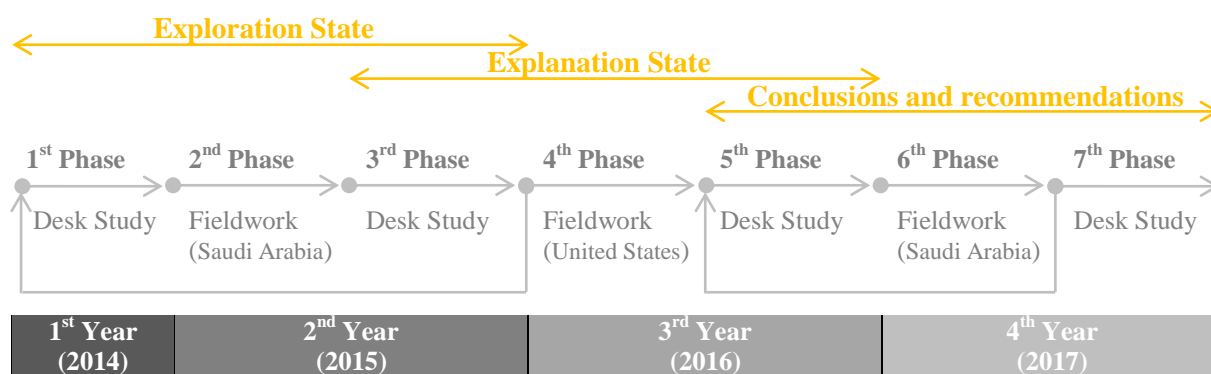 Exploration State
Explanation State
Conclusions and recommendations
1st Phase 2nd Phase 3rd Phase 4th Phase 5th Phase 6th Phase 7th Phase
Desk Study Fieldwork Desk Study Fieldwork Desk Study Fieldwork Desk Study
(Saudi Arabia) (United States) (Saudi Arabia)
1st Year 2nd Year 3rd Year 4th Year
(2014) (2015) (2016) (2017)